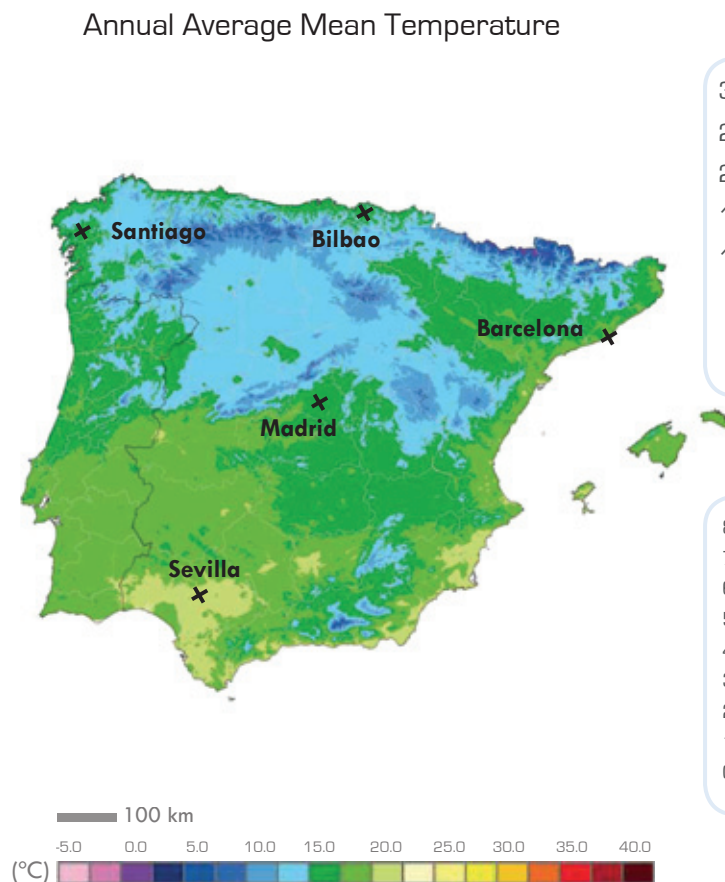 Annual Average Mean Temperature
Santiago
Bilbao
Barcelona
Madrid
Sevilla
100 km
-5.0 0.0 5.0 10.0 15.0 20.0 25.0 30.0 35.0 40.0
(°C)